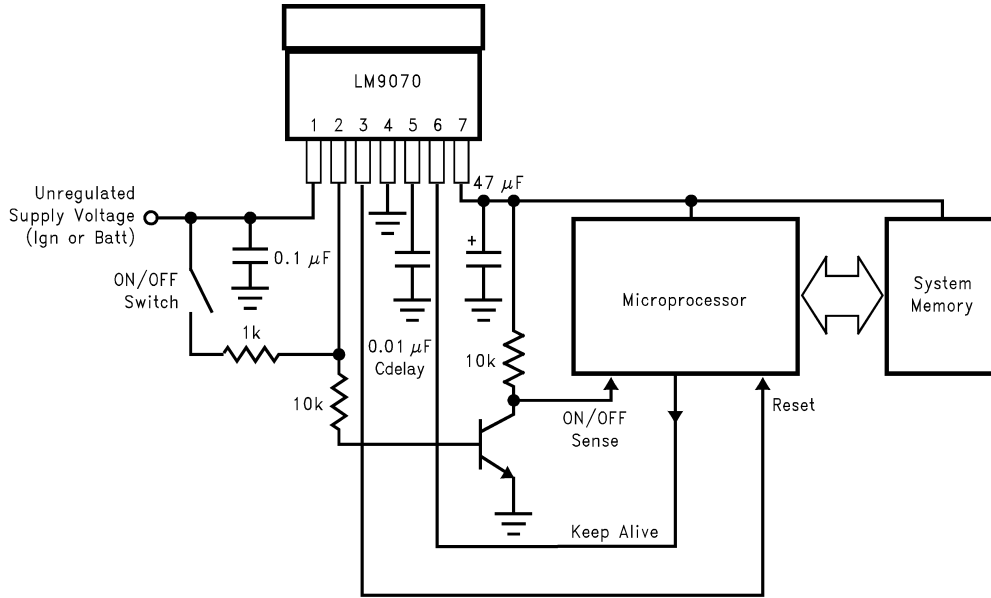 LM9070
1 2 3 4 5 6 7
47 μF
Unregulated
Supply Voltage
(Ign or Batt)
0.1 μF
ON/OFF
Switch
1k
0.01 μF
Cdelay
10k
10k
Microprocessor
System
Memory
ON/OFF
Sense
Reset
Keep Alive
+